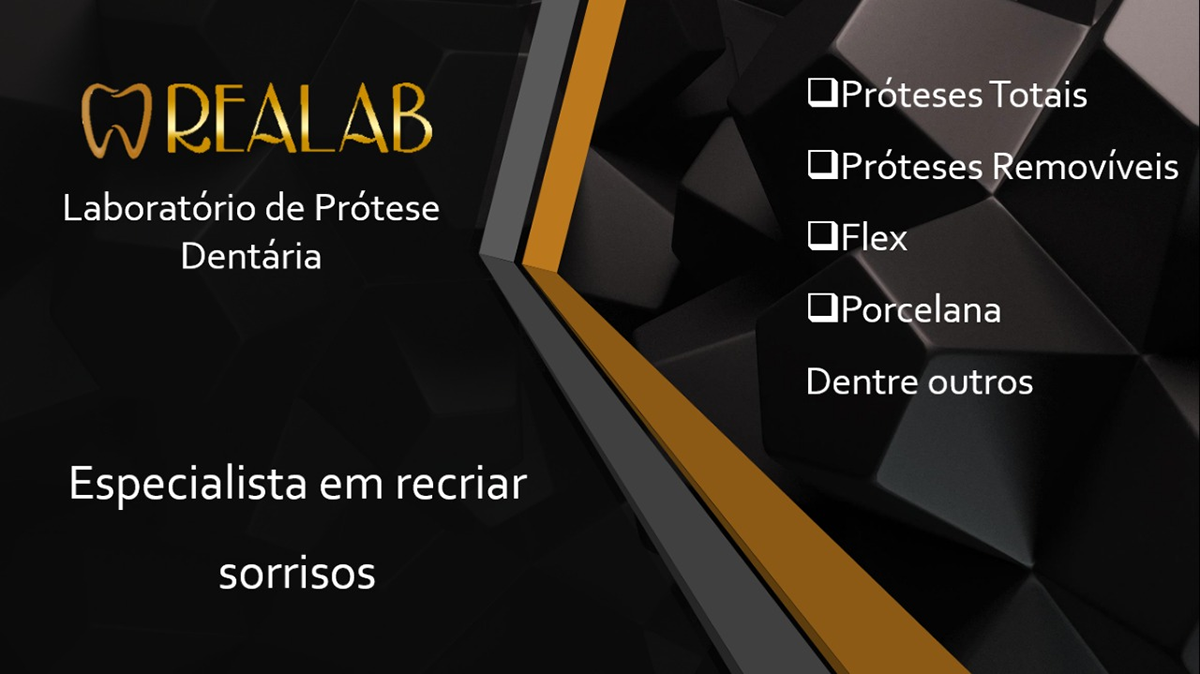 REALAB
Laboratório de Prótese
Dentária
Especialista em recriar
sorrisos
❑Próteses Totais
❑Próteses Removíveis
❑Flex
❑Porcelana
Dentre outros